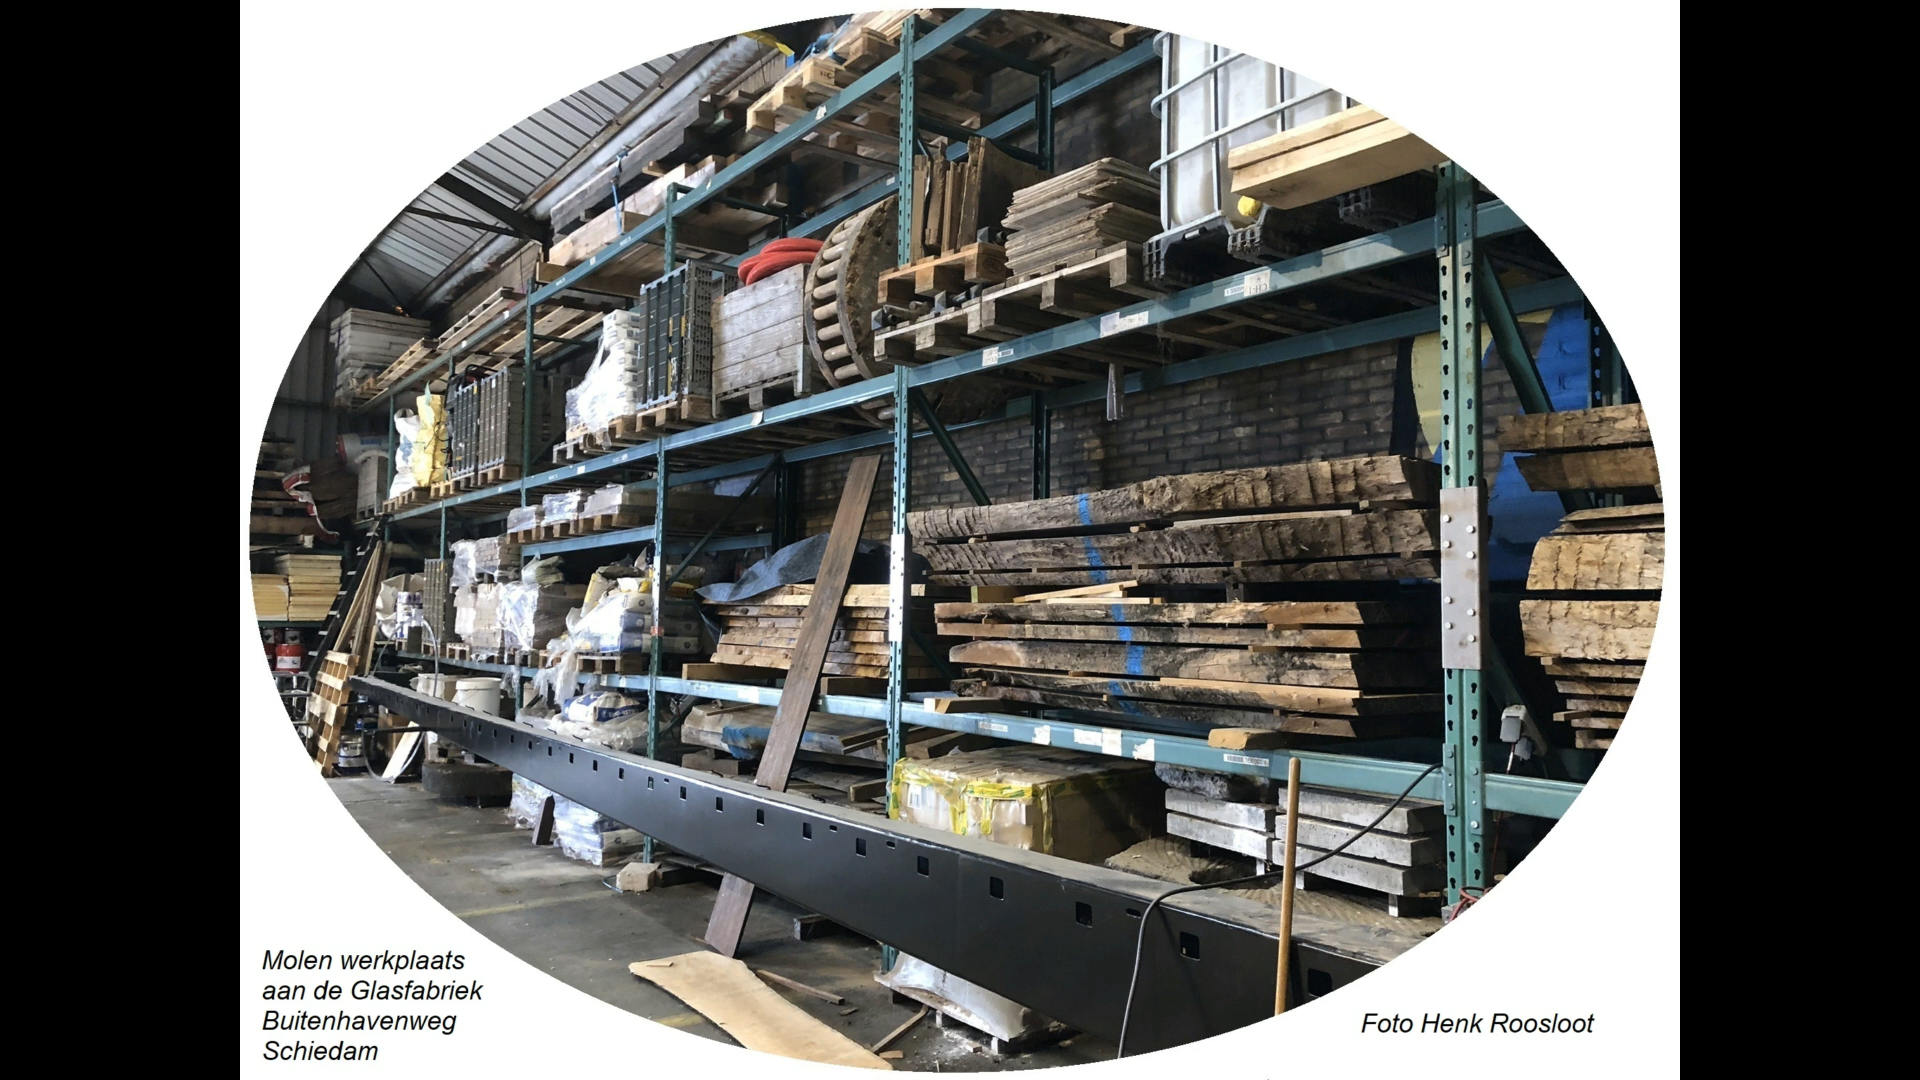 Molen werkplaats
aan de Glasfabriek
Buitenhavenweg
Schiedam
Foto Henk Roosloot